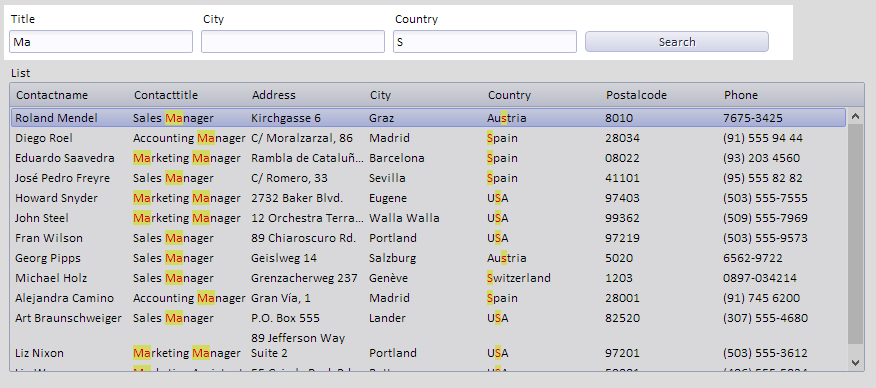 Title City Country
Ma S Search
List
Contactname Contacttitle Address City Country Postalcode Phone
Roland Mendel Sales Manager Kirchgasse 6 Graz Austria 8010 7675-3425
Diego Roel Accounting Manager C/ Moralzarzal, 86 Madrid Spain 28034 (91) 555 94 44
Eduardo Saavedra Marketing Manager Rambla de Cataluñ... Barcelona Spain 08022 (93) 203 4560
José Pedro Freyre Sales Manager C/ Romero, 33 Sevilla Spain 41101 (95) 555 82 82
Howard Snyder Marketing Manager 2732 Baker Blvd. Eugene USA 97403 (503) 555-7555
John Steel Marketing Manager 12 Orchestra Terra... Walla Walla USA 99362 (509) 555-7969
Fran Wilson Sales Manager 89 Chiaroscuro Rd. Portland USA 97219 (503) 555-9573
Georg Pipps Sales Manager Geislweg 14 Salzburg Austria 5020 6562-9722
Michael Holz Sales Manager Grenzacherweg 237 Genève Switzerland 1203 0897-034214
Alejandra Camino Accounting Manager Gran Vía, 1 Madrid Spain 28001 (91) 745 6200
Art Braunschweiger Sales Manager P.O. Box 555 Lander USA 82520 (307) 555-4680
89 Jefferson Way
Liz Nixon Marketing Manager Suite 2 Portland USA 97201 (503) 555-3612